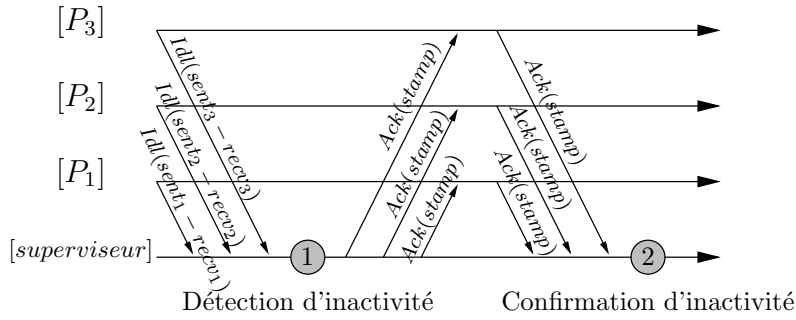 [P₃]
[P₂]
[P₁]
[superviseur]
Idl(sent₃ − recv₃)
Idl(sent₂ − recv₂)
Idl(sent₁ − recv₁)
Ack(stamp)
Ack(stamp)
Ack(stamp)
Ack(stamp)
Ack(stamp)
Ack(stamp)
1
2
Détection d'inactivité
Confirmation d'inactivité